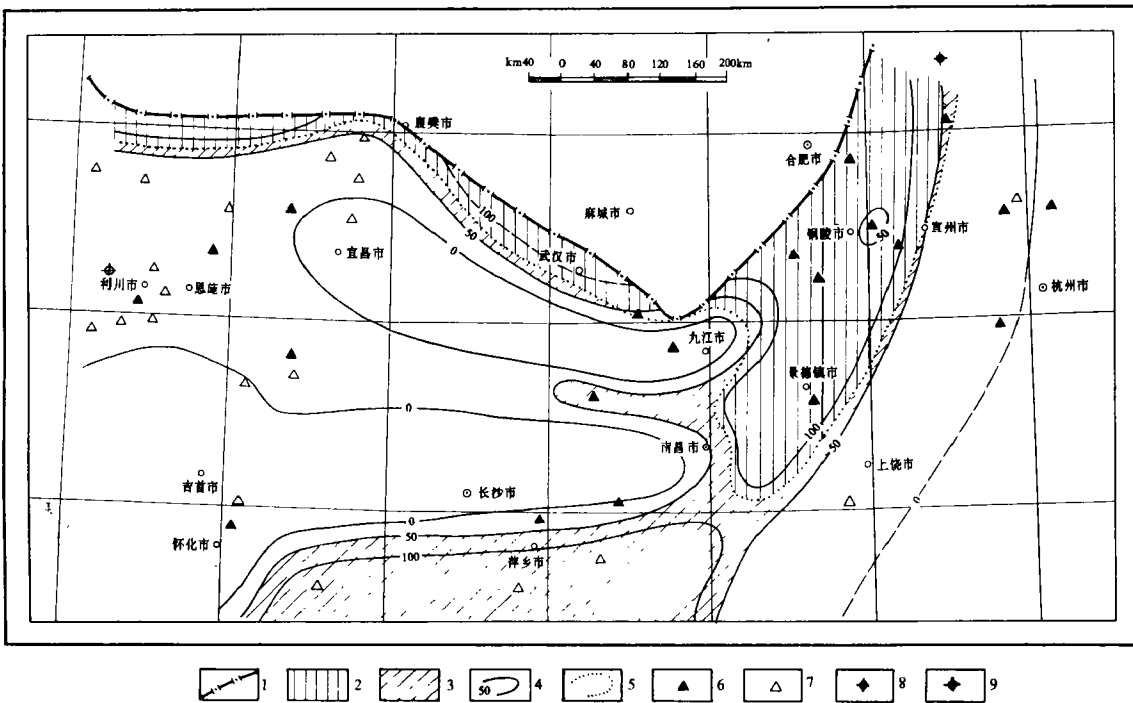 km40 0 40 80 120 160 200km
襄樊市
合肥市
麻城市
100
50
0
铜陵市
50
宣州市
宜昌市
武汉市
利川市
恩施市
杭州市
九江市
景德镇市
0
100
50
南昌市
上饶市
吉首市
长沙市
0
0
50
怀化市
100
萍乡市
1 2 3 50 4 5 6 7 8 9